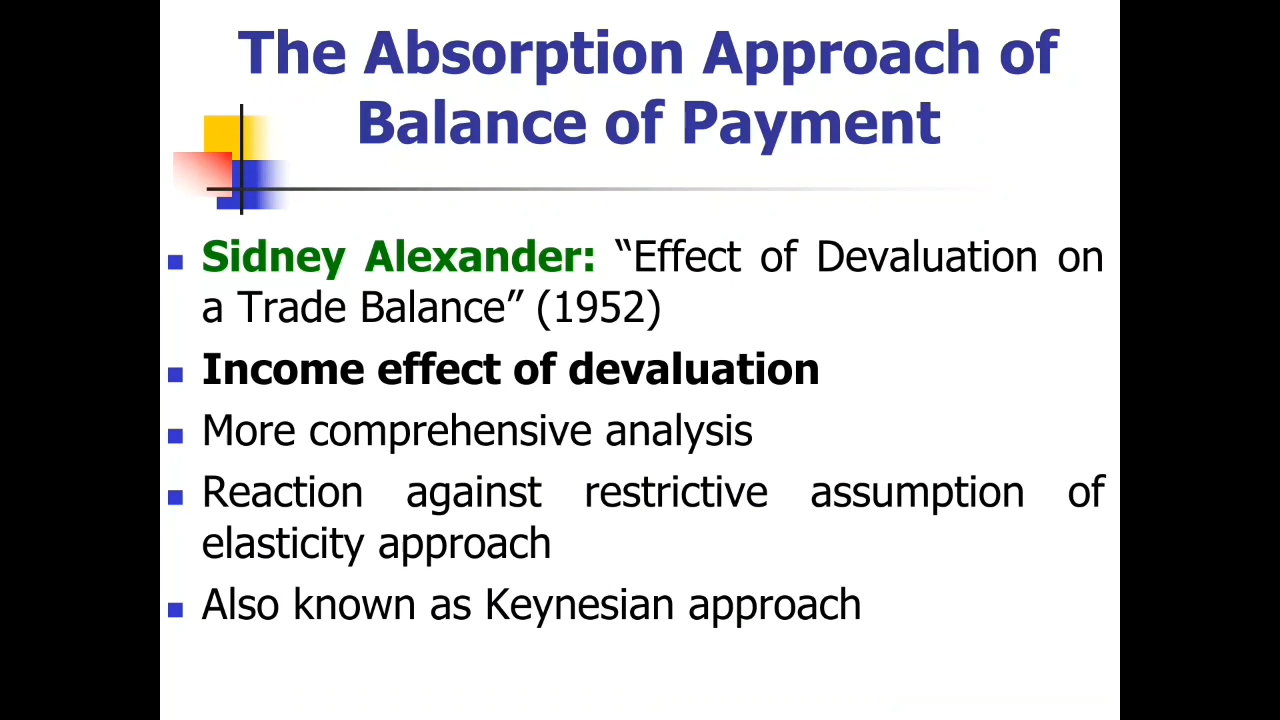 The Absorption Approach of
Balance of Payment
Sidney Alexander: “Effect of Devaluation on
a Trade Balance” (1952)
Income effect of devaluation
More comprehensive analysis
Reaction against restrictive assumption of
elasticity approach
Also known as Keynesian approach